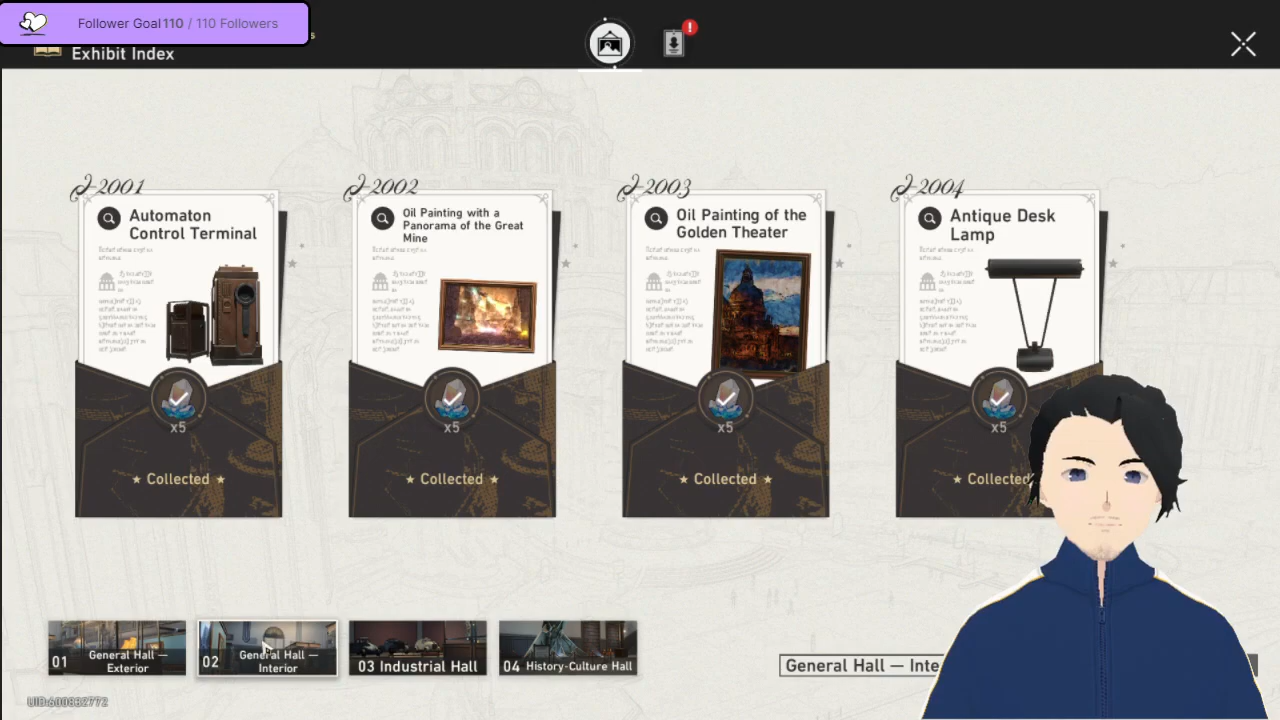 Follower Goal 110 / 110 Followers
s
Exhibit Index
2001
Automaton
Control Terminal
x5
Collected
2002
Oil Painting with a
Panorama of the Great
Mine
x5
Collected
2003
Oil Painting of the
Golden Theater
x5
Collected
2004
Antique Desk
Lamp
x5
Collected
01 General Hall —
Exterior
02 General Hall —
Interior
03 Industrial Hall
04 History-Culture Hall
General Hall — Inte
UID:600832772